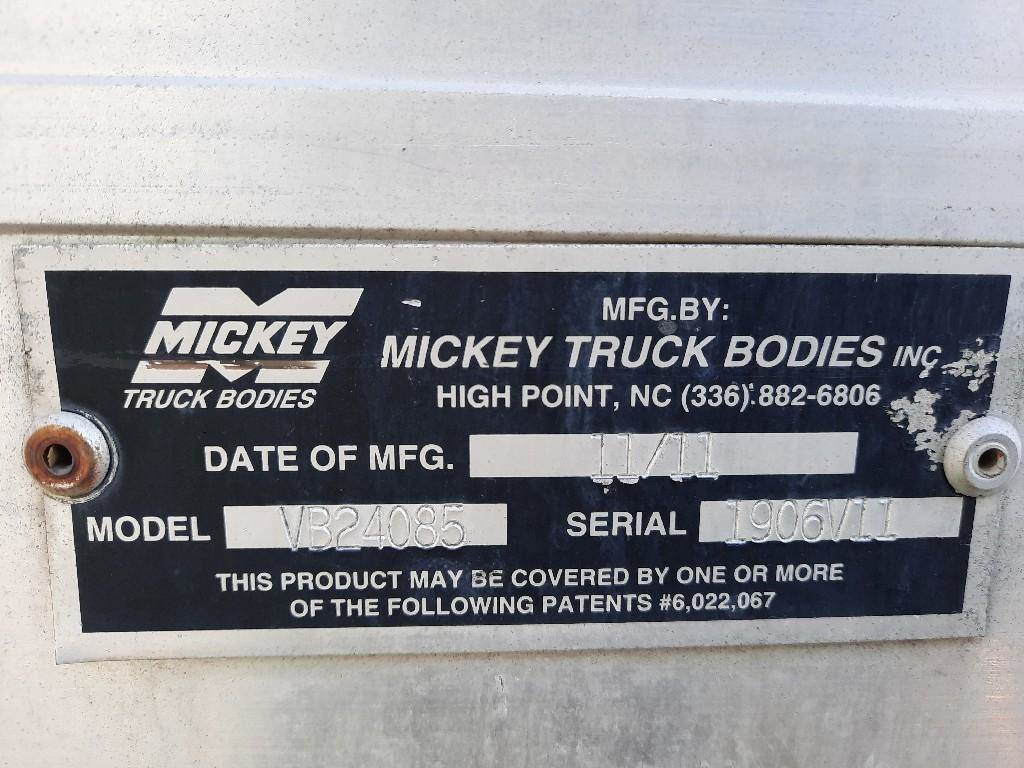 MICKEY
TRUCK BODIES
MFG.BY:
MICKEY TRUCK BODIES INC
HIGH POINT, NC (336) 882-6806
DATE OF MFG. 11/11
MODEL VB24085 SERIAL 1906V11
THIS PRODUCT MAY BE COVERED BY ONE OR MORE
OF THE FOLLOWING PATENTS #6,022,067